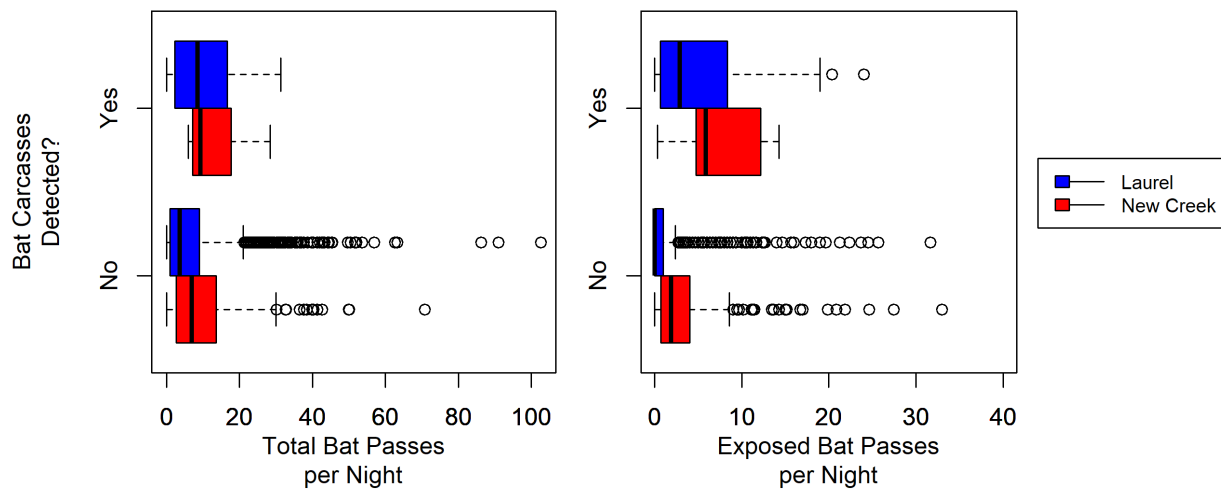 Bat Carcasses
Detected?
Yes
No
0 20 40 60 80 100
Total Bat Passes
per Night
Yes
No
0 10 20 30 40
Exposed Bat Passes
per Night
Laurel
New Creek